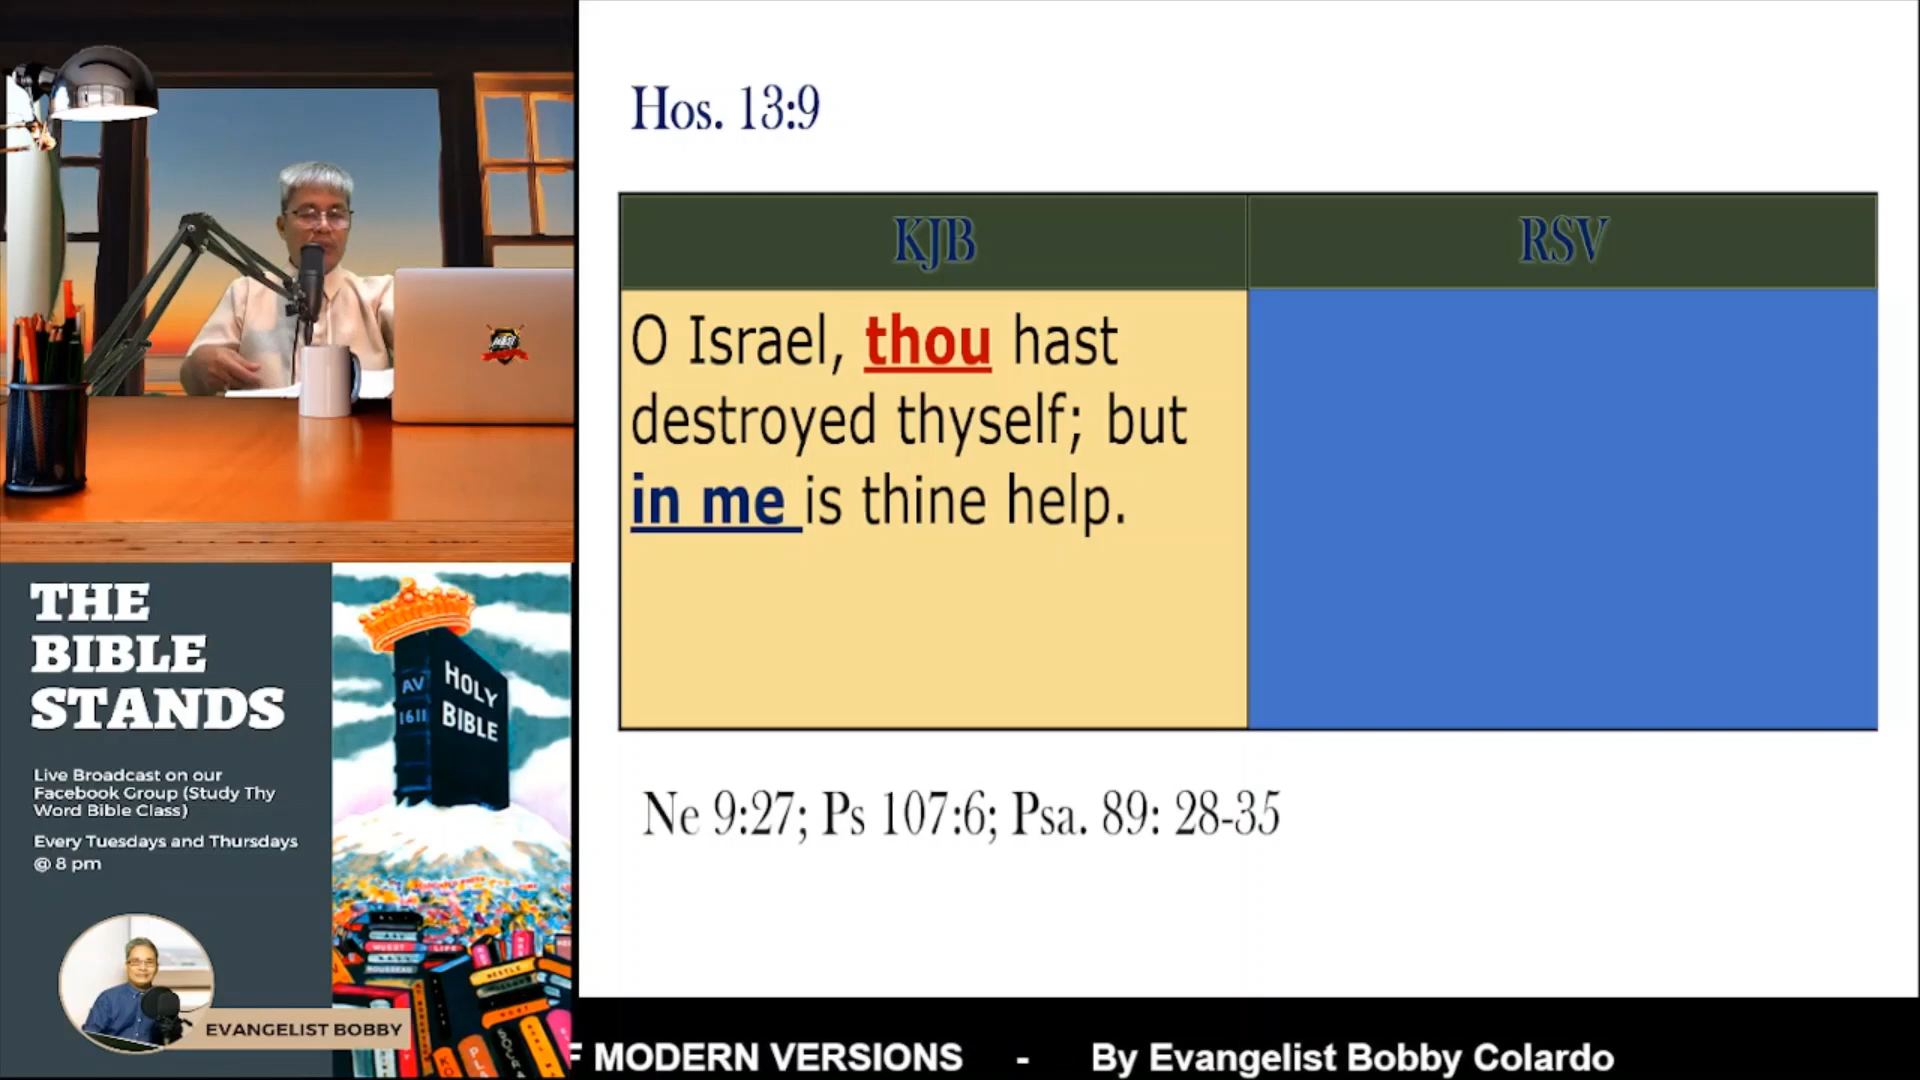 Hos. 13:9
KJB
RSV
O Israel, thou hast
destroyed thyself; but
in me is thine help.
Ne 9:27; Ps 107:6; Psa. 89: 28-35
THE
BIBLE
STANDS
Live Broadcast on our
Facebook Group (Study Thy
Word Bible Class)
Every Tuesdays and Thursdays
@ 8 pm
HOLY
BIBLE
AV
1611
EVANGELIST BOBBY
F MODERN VERSIONS - By Evangelist Bobby Colardo